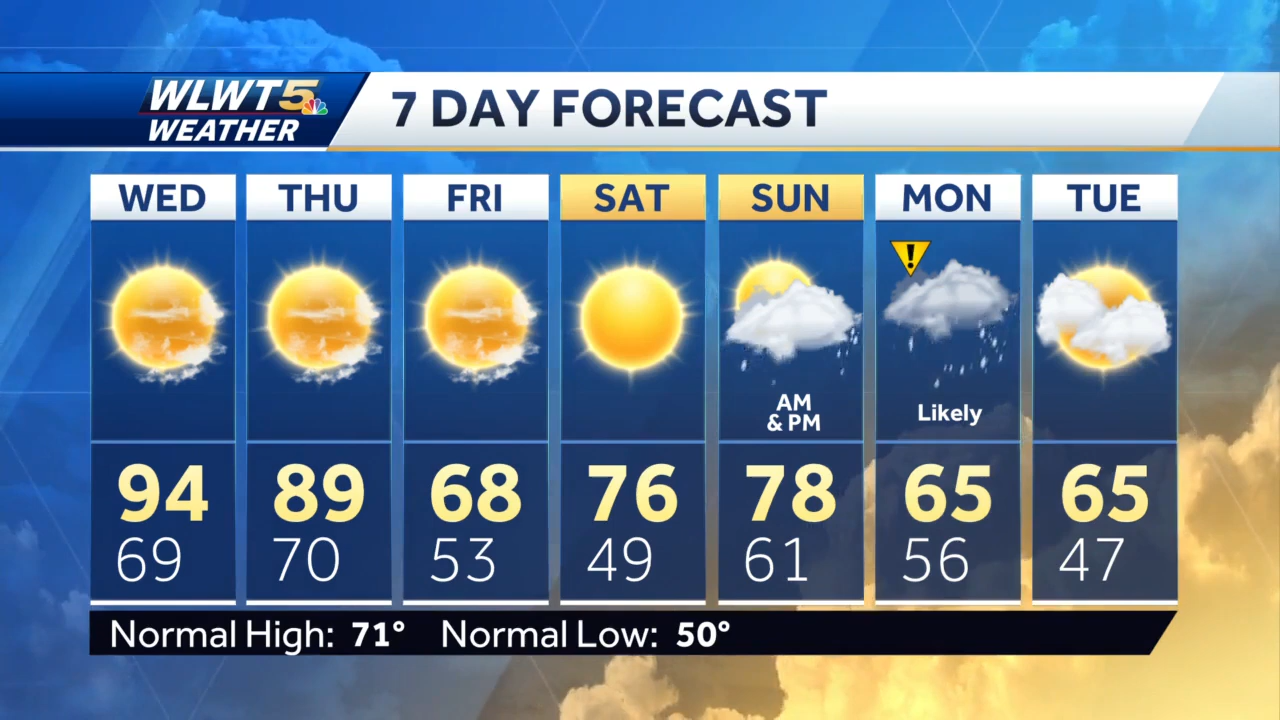 WLWT5
WEATHER
7 DAY FORECAST
WED THU FRI SAT SUN MON TUE
!
AM
& PM
Likely
94 89 68 76 78 65 65
69 70 53 49 61 56 47
Normal High: 71° Normal Low: 50°